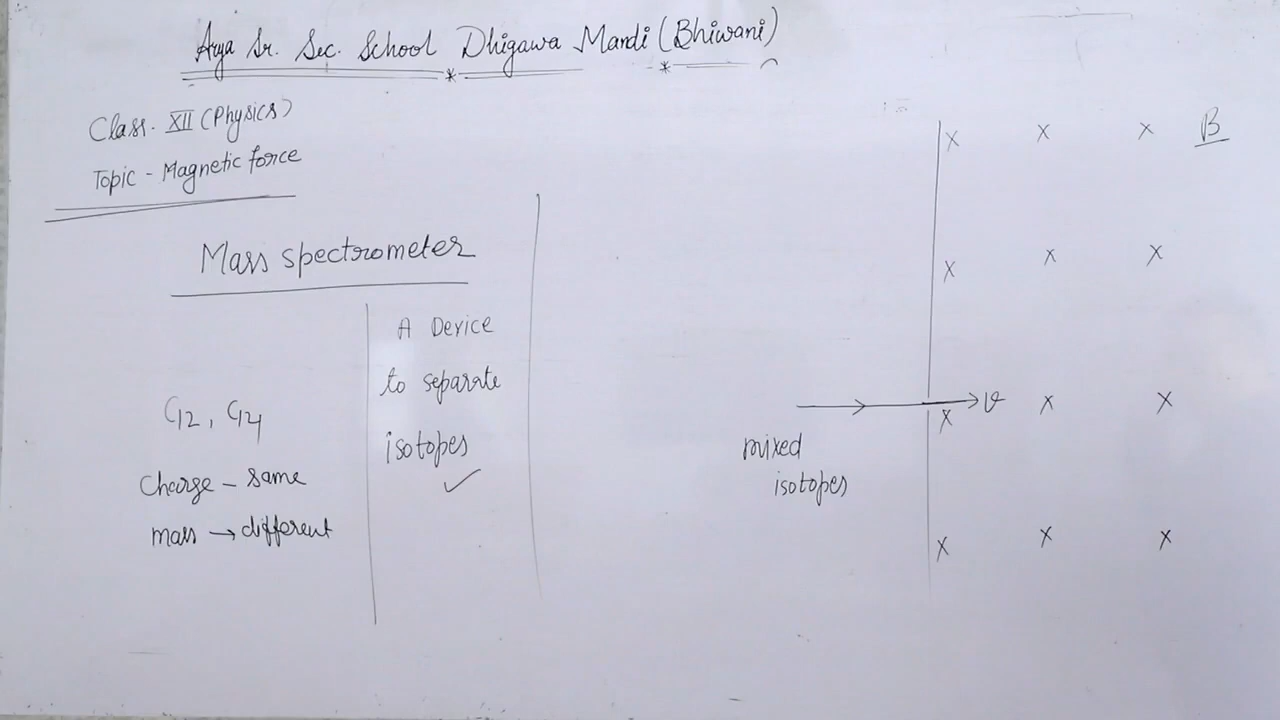 Arya Sr. Sec. School Dhigawa Mandi (Bhiwani)
Class. XII (Physics)
Topic - Magnetic force
Mass spectrometer
A Device
to separate
isotopes
C12, C14
Charge - same
mass → different
mixed
isotopes
v
B
x x x
x x x
x x x
x x x